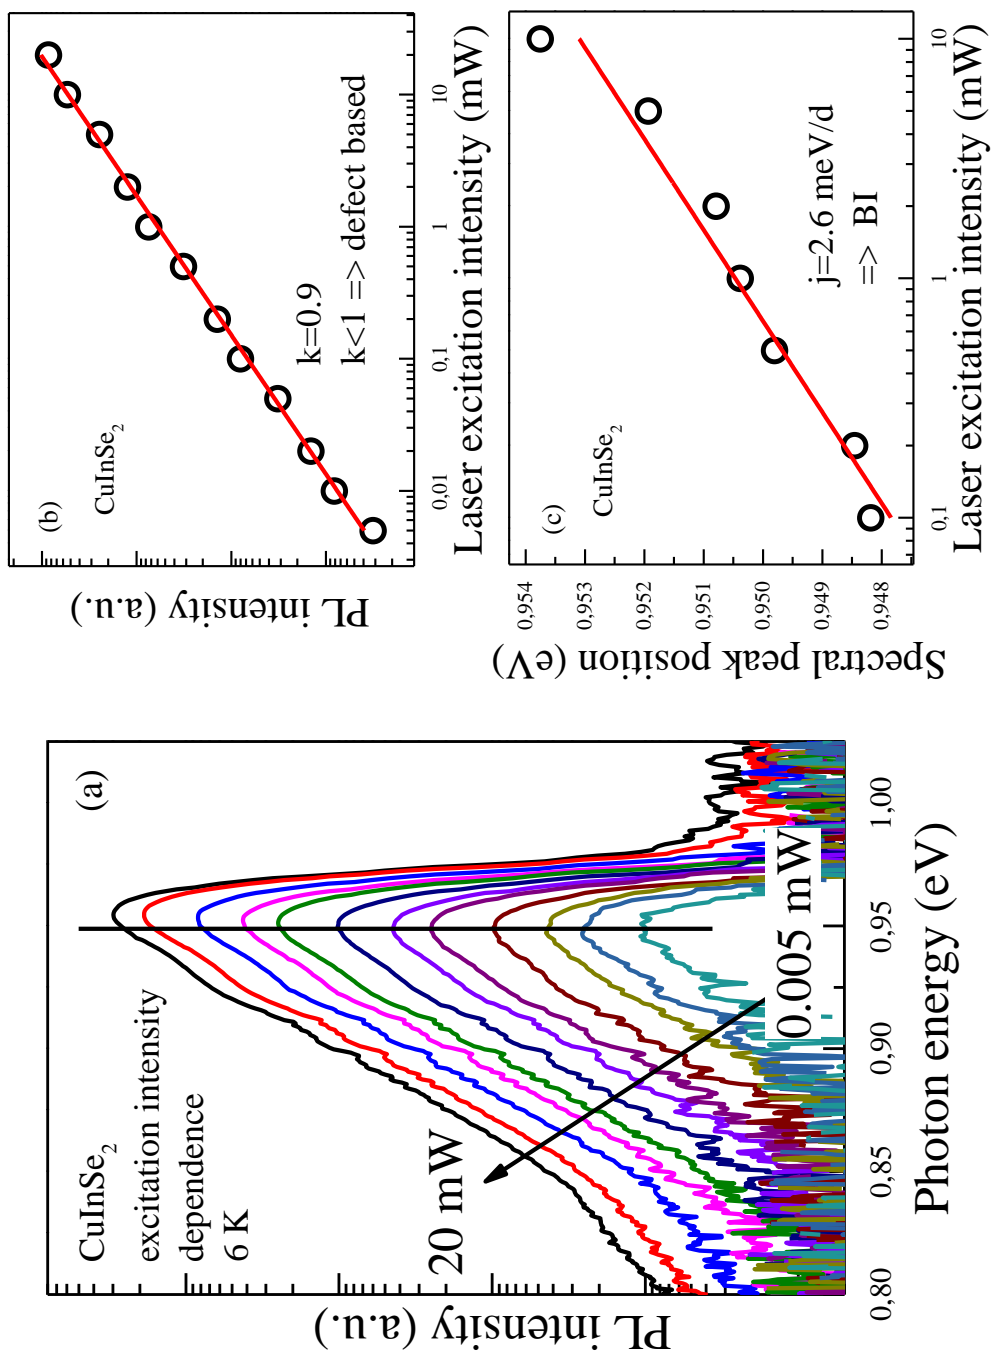 (a)
CuInSe2
excitation intensity
dependence
6 K
20 mW
0.005 mW
PL intensity (a.u.)
0,80
0,85
0,90
0,95
1,00
Photon energy (eV)
(b)
CuInSe2
k=0.9
k<1 => defect based
PL intensity (a.u.)
0,01
0,1
1
10
Laser excitation intensity (mW)
(c)
CuInSe2
j=2.6 meV/d
=> BI
0,954
0,953
0,952
0,951
0,950
0,949
0,948
Spectral peak position (eV)
0,1
1
10
Laser excitation intensity (mW)